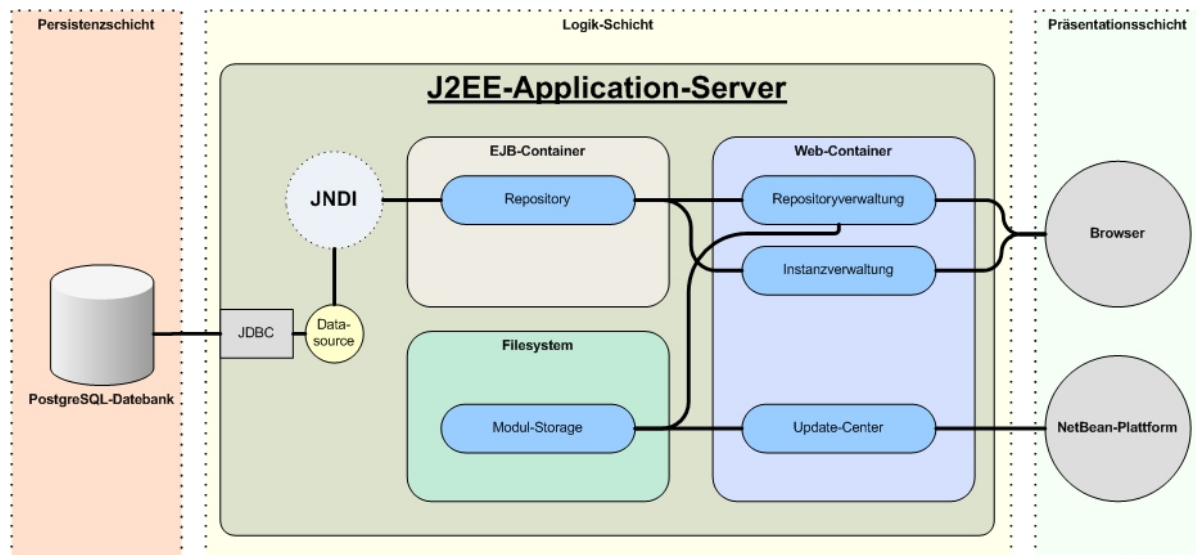 Persistenzschicht
Logik-Schicht
Präsentationsschicht
J2EE-Application-Server
EJB-Container
Web-Container
JNDI
Repository
Repositoryverwaltung
Browser
Instanzverwaltung
JDBC
Data-
source
Filesystem
PostgreSQL-Datebank
Modul-Storage
Update-Center
NetBean-Plattform